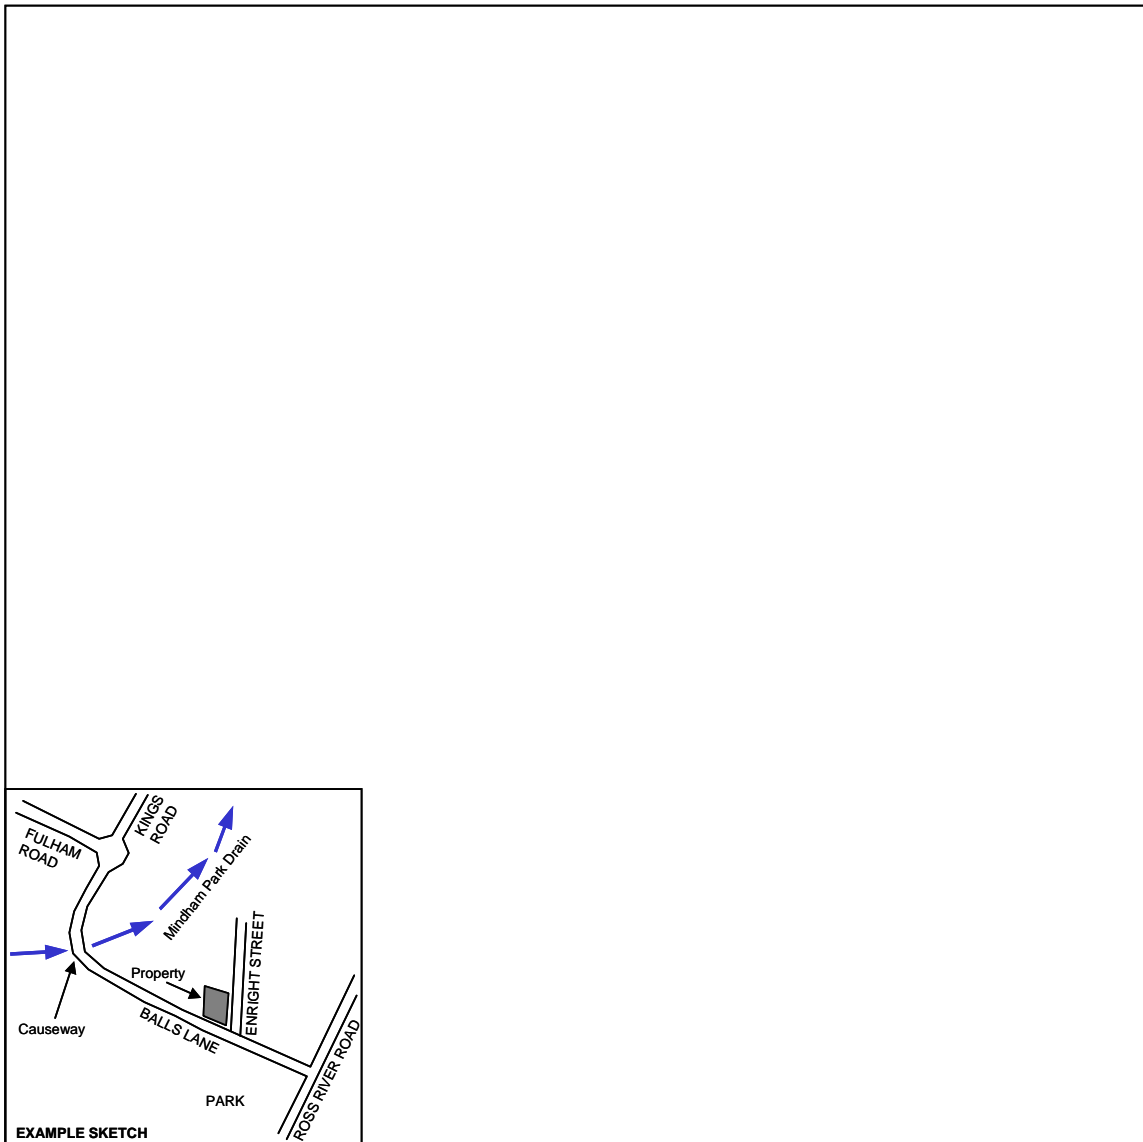 KINGS
ROAD
FULHAM
ROAD
Mindham Park Drain
ENRIGHT STREET
Property
Causeway
BALLS LANE
ROSS RIVER ROAD
PARK
EXAMPLE SKETCH